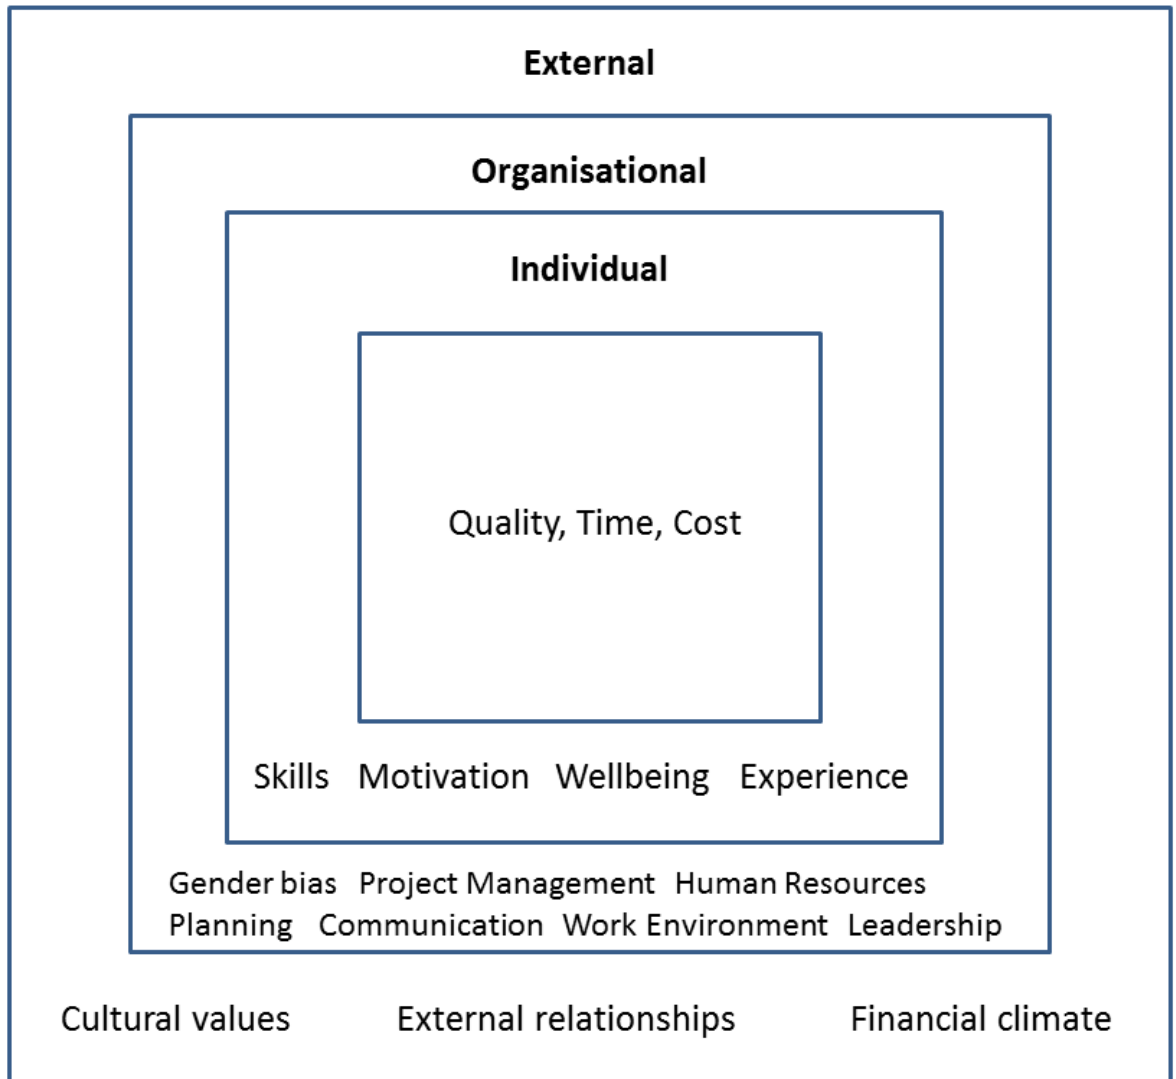 External
Organisational
Individual
Quality, Time, Cost
Skills Motivation Wellbeing Experience
Gender bias Project Management Human Resources
Planning Communication Work Environment Leadership
Cultural values External relationships Financial climate